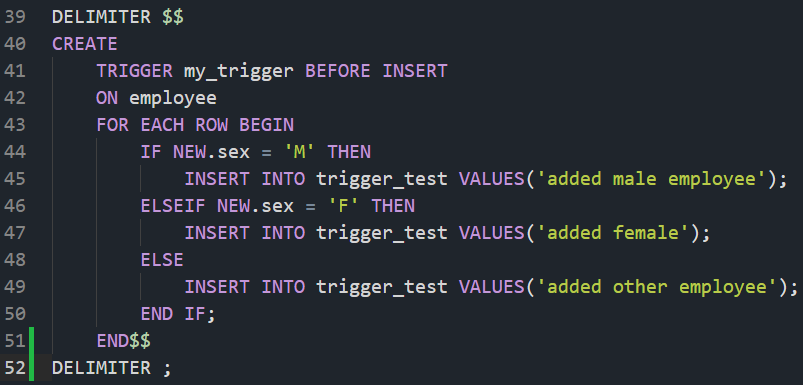 39 DELIMITER $$
40 CREATE
41     TRIGGER my_trigger BEFORE INSERT
42     ON employee
43     FOR EACH ROW BEGIN
44         IF NEW.sex = 'M' THEN
45             INSERT INTO trigger_test VALUES('added male employee');
46         ELSEIF NEW.sex = 'F' THEN
47             INSERT INTO trigger_test VALUES('added female');
48         ELSE
49             INSERT INTO trigger_test VALUES('added other employee');
50         END IF;
51     END$$
52 DELIMITER ;